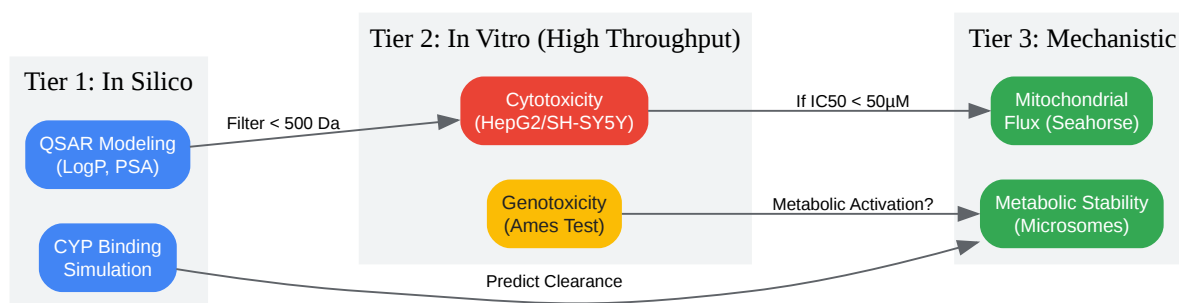 Tier 1: In Silico
QSAR Modeling
(LogP, PSA)
CYP Binding
Simulation
Filter < 500 Da
Tier 2: In Vitro (High Throughput)
Cytotoxicity
(HepG2/SH-SY5Y)
Genotoxicity
(Ames Test)
If IC50 < 50µM
Metabolic Activation?
Predict Clearance
Tier 3: Mechanistic
Mitochondrial
Flux (Seahorse)
Metabolic Stability
(Microsomes)